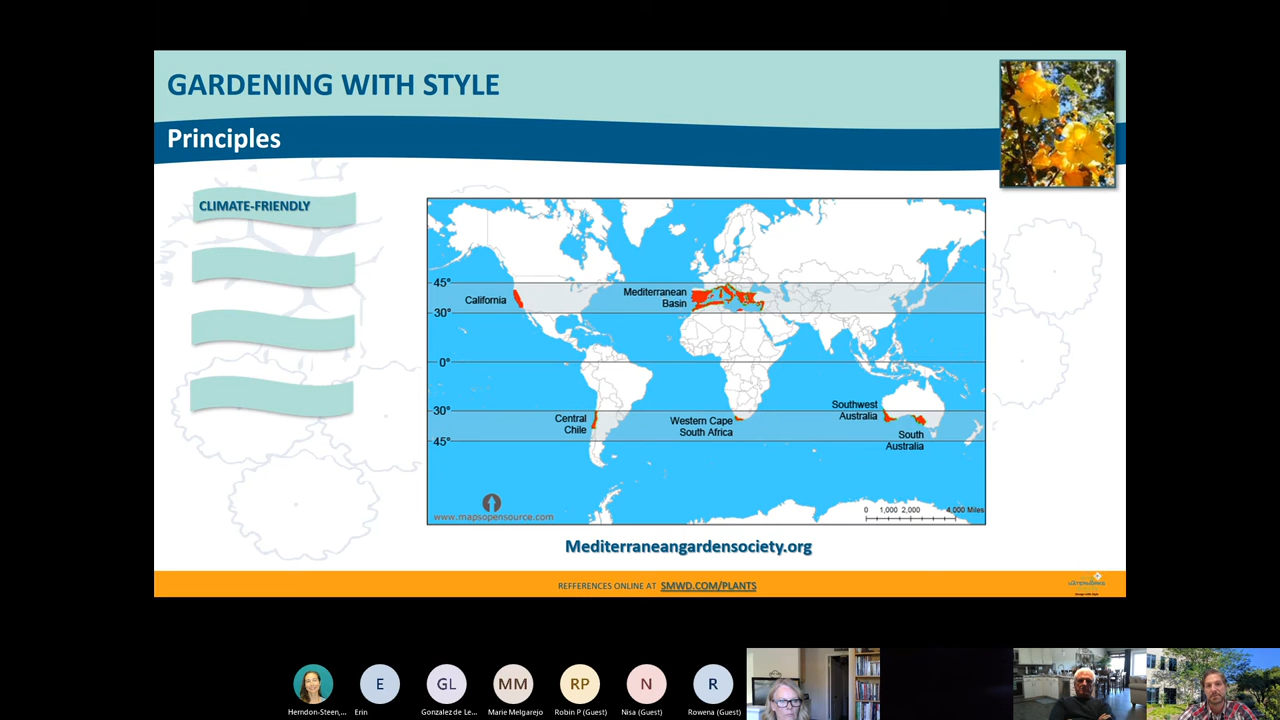 GARDENING WITH STYLE
Principles
CLIMATE-FRIENDLY
45°
California
Mediterranean
Basin
30°
0°
30°
Central
Chile
Western Cape
South Africa
Southwest
Australia
South
Australia
45°
www.mapsopensource.com
0 1,000 2,000 4,000 Miles
Mediterraneangardensociety.org
REFFERENCES ONLINE AT SMWD.COM/PLANTS
E
GL
MM
RP
N
R
Herndon-Steen,...
Erin
Gonzalez de Le...
Marie Melgarejo
Robin P (Guest)
Nisa (Guest)
Rowena (Guest)